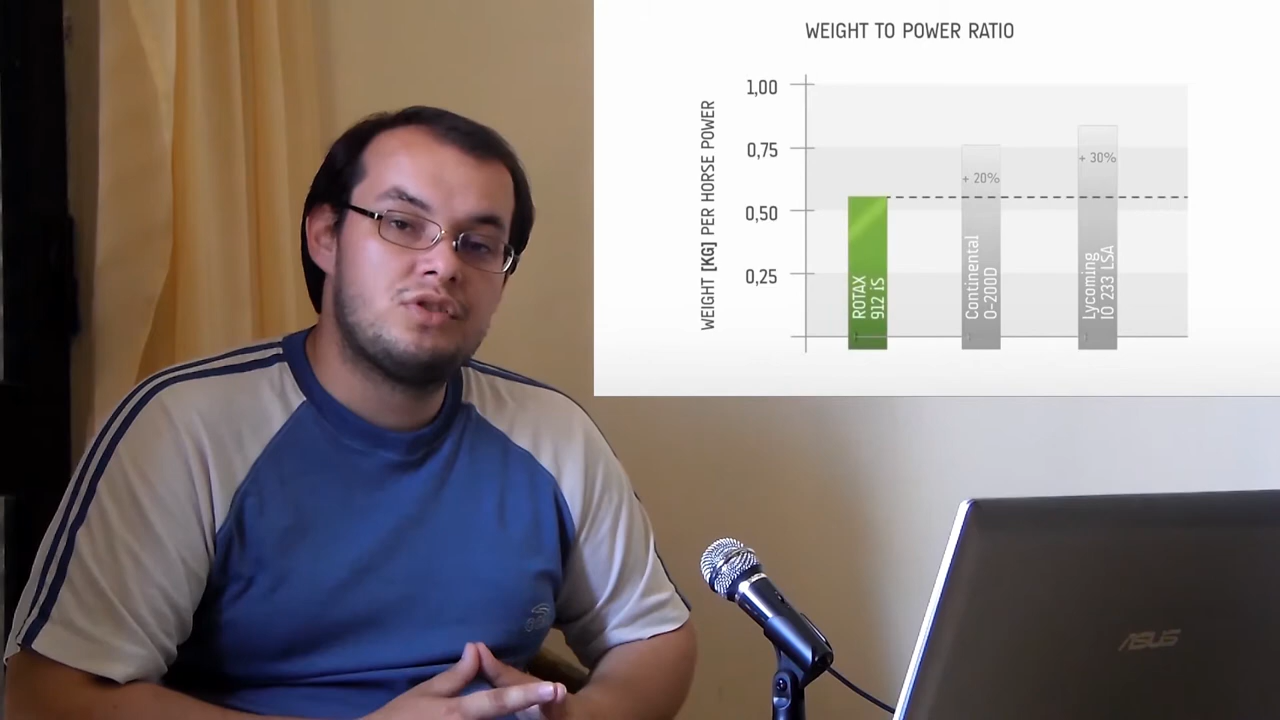 WEIGHT TO POWER RATIO
WEIGHT [KG] PER HORSE POWER
1,00
0,75
0,50
0,25
+ 20%
+ 30%
ROTAX
912 iS
Continental
O-200D
Lycoming
IO 233 LSA
ASUS